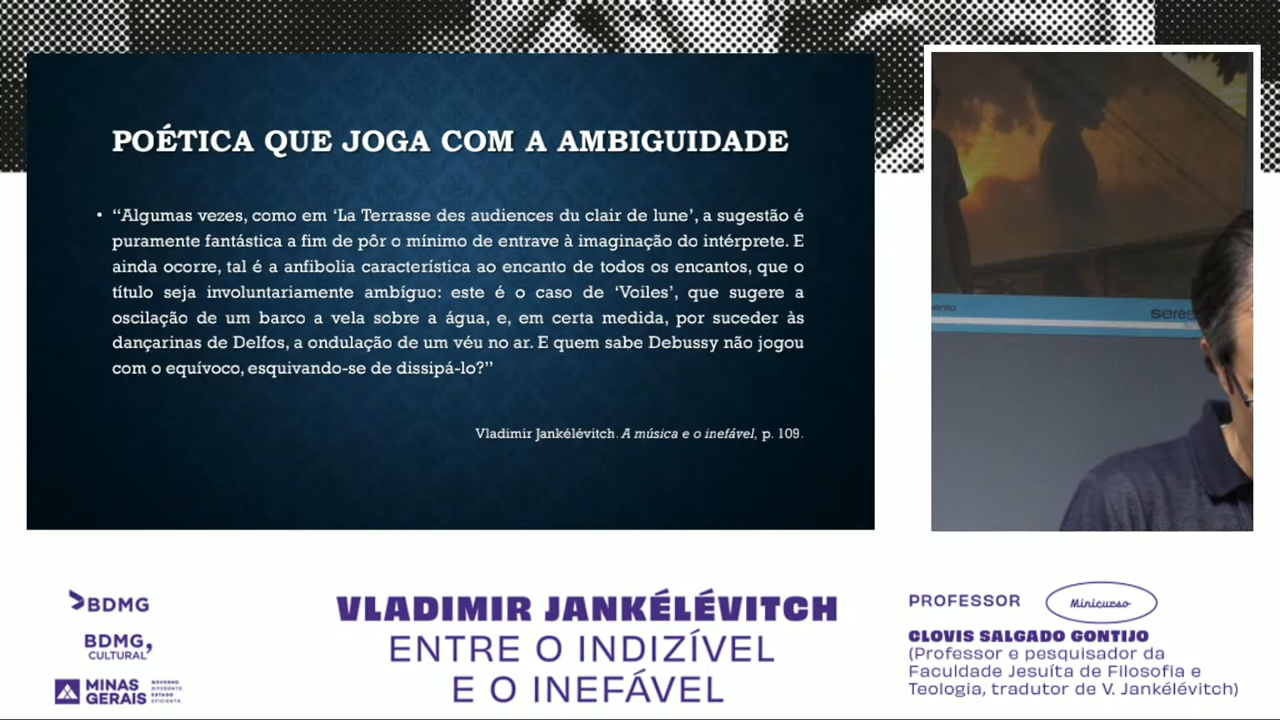 POÉTICA QUE JOGA COM A AMBIGUIDADE
• “Algumas vezes, como em ‘La Terrasse des audiences du clair de lune’, a sugestão é
puramente fantástica a fim de pôr o mínimo de entrave à imaginação do intérprete. E
ainda ocorre, tal é a anfibolia característica ao encanto de todos os encantos, que o
título seja involuntariamente ambíguo: este é o caso de ‘Voiles’, que sugere a
oscilação de um barco a vela sobre a água, e, em certa medida, por suceder às
dançarinas de Delfos, a ondulação de um véu no ar. E quem sabe Debussy não jogou
com o equívoco, esquivando-se de dissipá-lo?”
Vladimir Jankélévitch. A música e o inefável, p. 109.
BDMG
BDMG
CULTURAL
MINAS
GERAIS
GOVERNO
DIFERENTE.
ESTADO
EFICIENTE.
VLADIMIR JANKÉLÉVITCH
ENTRE O INDIZÍVEL
E O INEFÁVEL
PROFESSOR
Minicurso
CLOVIS SALGADO GONTIJO
(Professor e pesquisador da
Faculdade Jesuíta de Filosofia e
Teologia, tradutor de V. Jankélévitch)